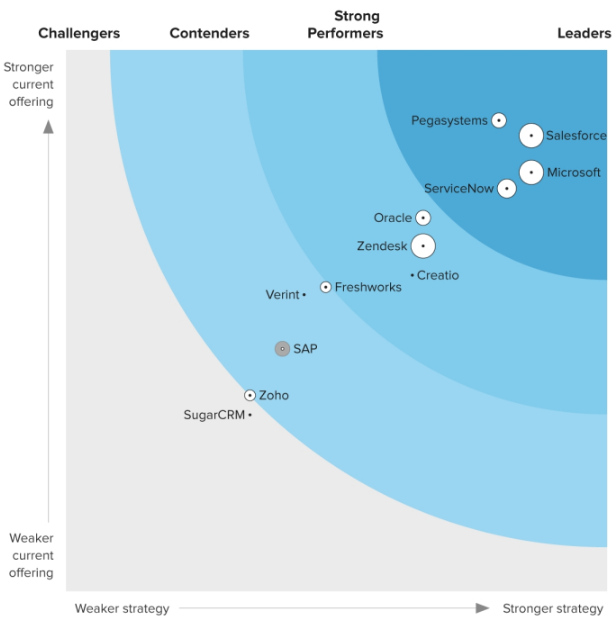 Challengers
Contenders
Strong
Performers
Leaders
Stronger
current
offering
Pegasystems
Salesforce
Microsoft
ServiceNow
Oracle
Zendesk
Creatio
Freshworks
Verint
SAP
Zoho
SugarCRM
Weaker
current
offering
Weaker strategy
Stronger strategy